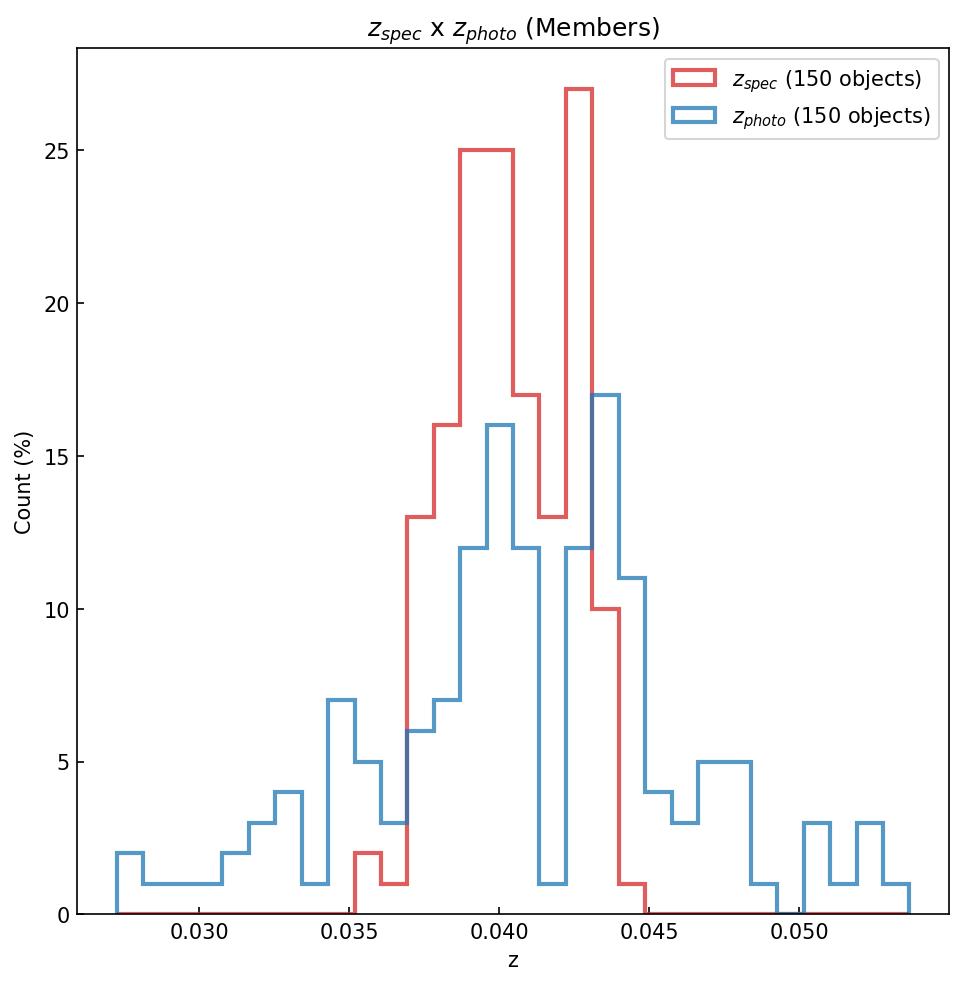 z_spec x z_photo (Members)
z_spec (150 objects)
z_photo (150 objects)
Count (%)
25
20
15
10
5
0
0.030 0.035 0.040 0.045 0.050
z